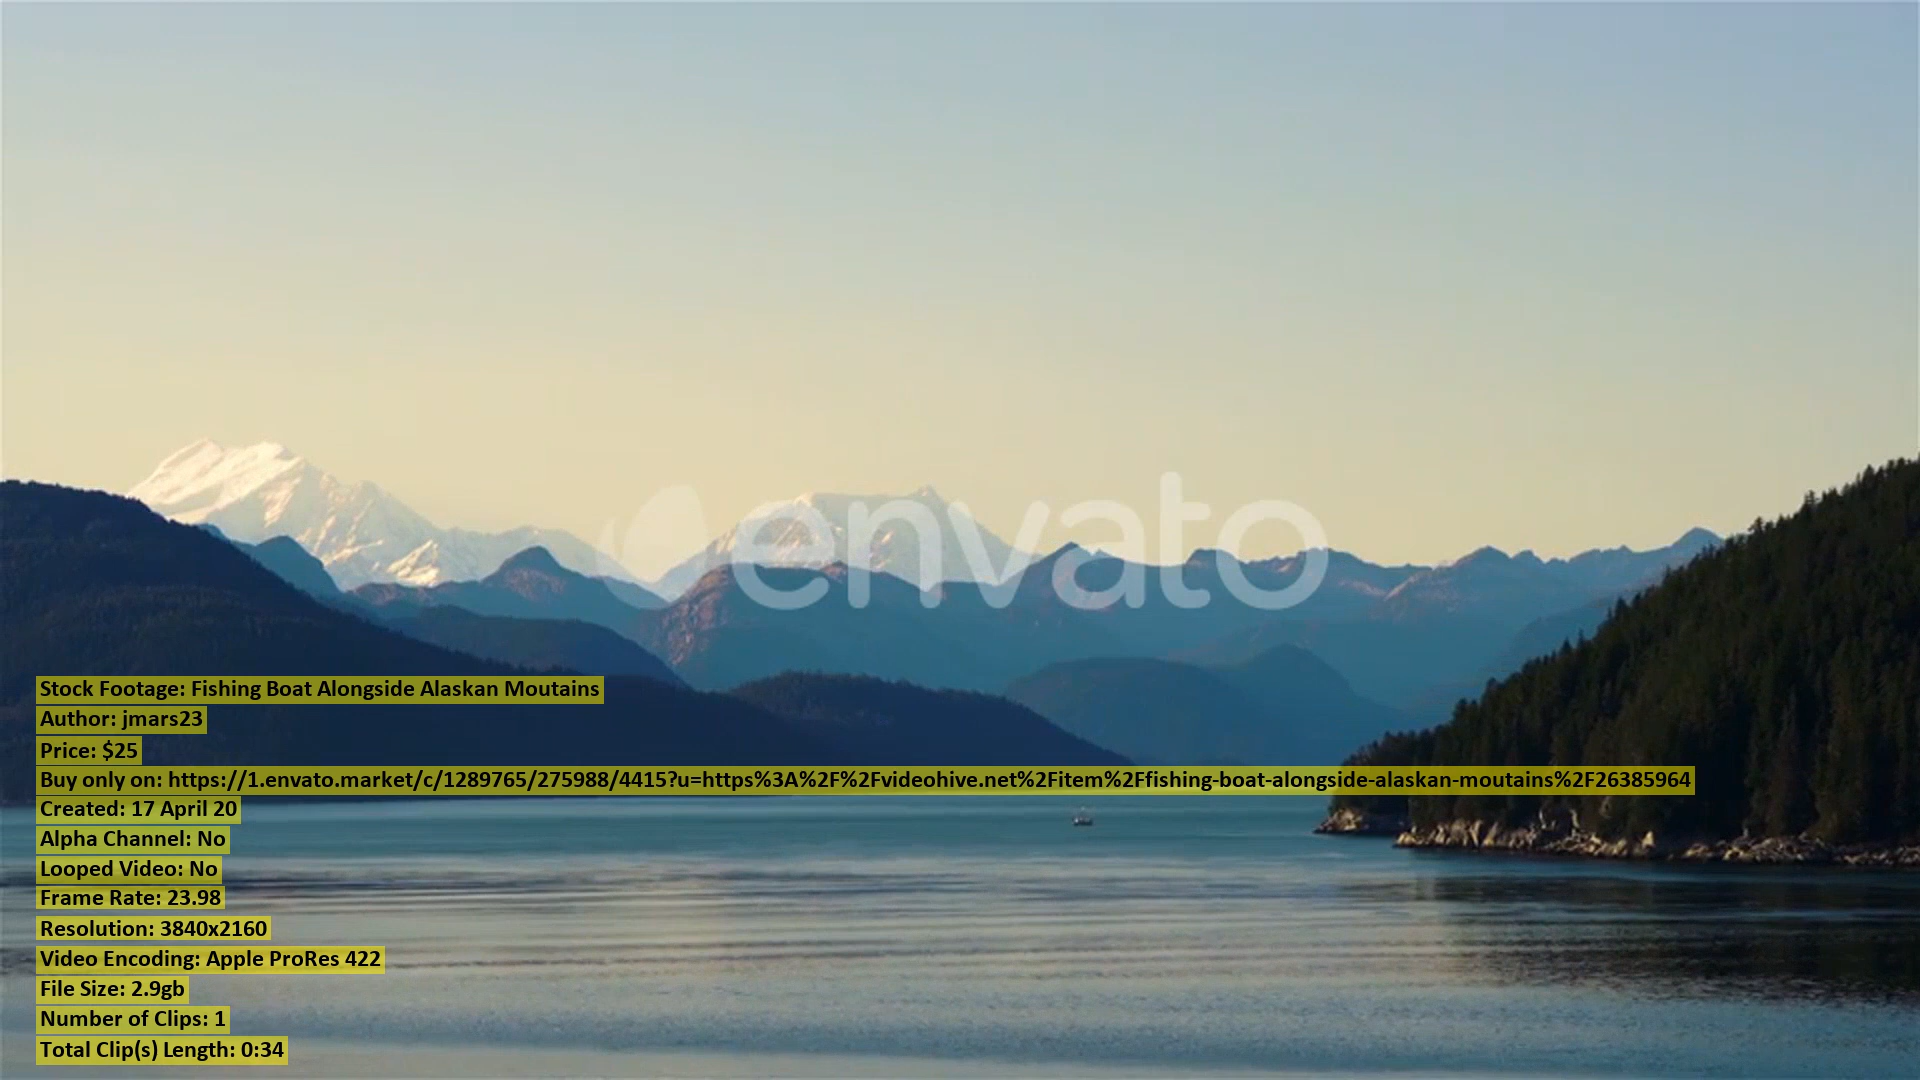 envato
Stock Footage: Fishing Boat Alongside Alaskan Moutains
Author: jmars23
Price: $25
Buy only on: https://1.envato.market/c/1289765/275988/4415?u=https%3A%2F%2Fvideohive.net%2Fitem%2Ffishing-boat-alongside-alaskan-moutains%2F26385964
Created: 17 April 20
Alpha Channel: No
Looped Video: No
Frame Rate: 23.98
Resolution: 3840x2160
Video Encoding: Apple ProRes 422
File Size: 2.9gb
Number of Clips: 1
Total Clip(s) Length: 0:34